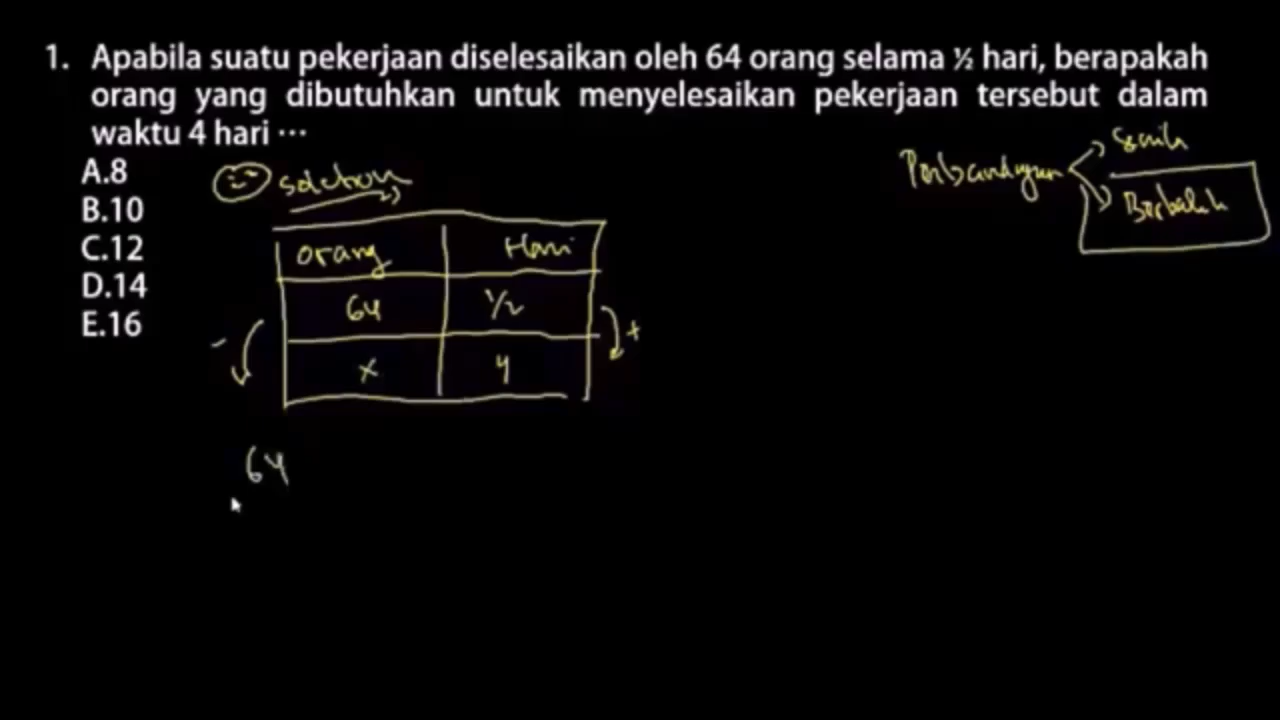 1. Apabila suatu pekerjaan diselesaikan oleh 64 orang selama ½ hari, berapakah
orang yang dibutuhkan untuk menyelesaikan pekerjaan tersebut dalam
waktu 4 hari ...
A.8
B.10
C.12
D.14
E.16
solution
Perbandingan
Berbalik
orang Hari
64 ½
x 4
- +
64